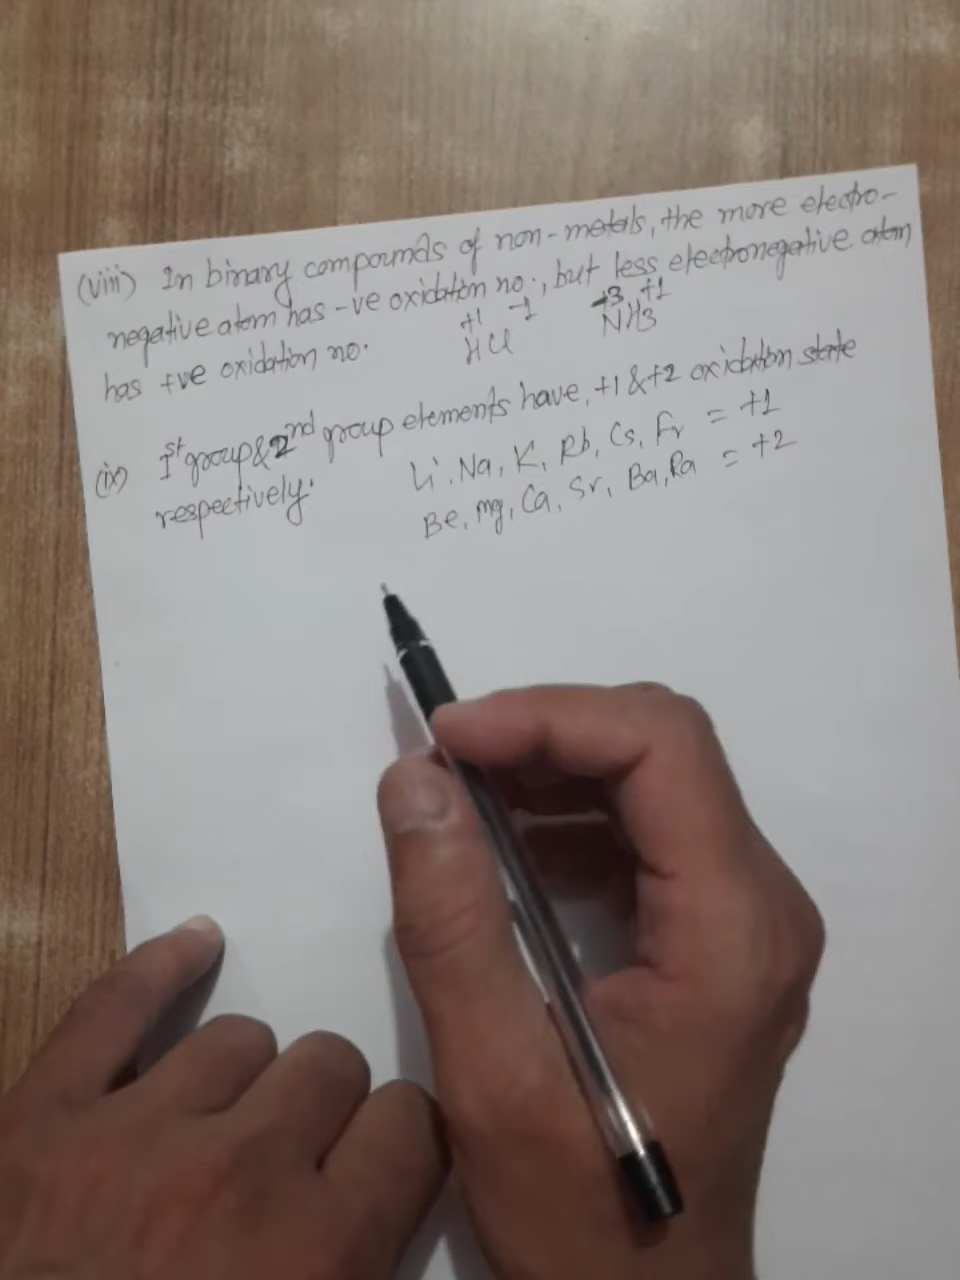 (viii) In binary compounds of non-metals, the more electro-
negative atom has -ve oxidation no., but less electronegative atom
has +ve oxidation no.
+1 -1 +3 +1
HCl NH3
(ix) Ist group & 2nd group elements have, +1 & +2 oxidation state
respectively.
Li, Na, K, Rb, Cs, Fr = +1
Be, mg, Ca, Sr, Ba, Ra = +2